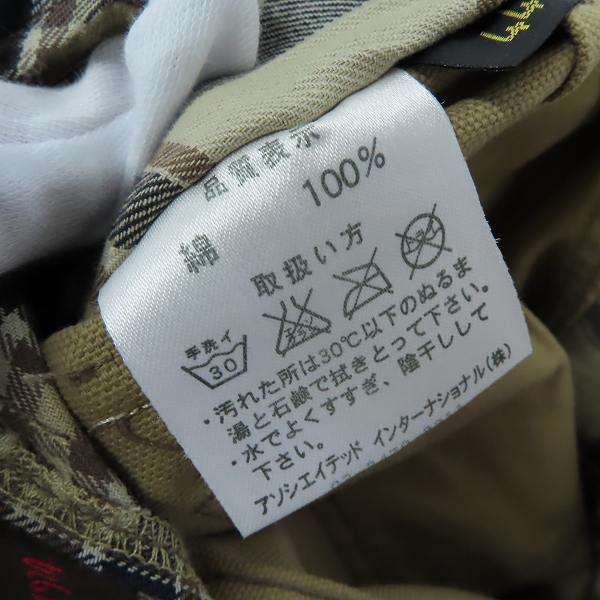 品質表示
綿 100%
取扱い方
手洗イ
30
・汚れた所は30℃以下のぬるま
湯と石鹸で拭きとって下さい。
・水でよくすすぎ、陰干しして
下さい。
アソシエイテッド インターナショナル(株)